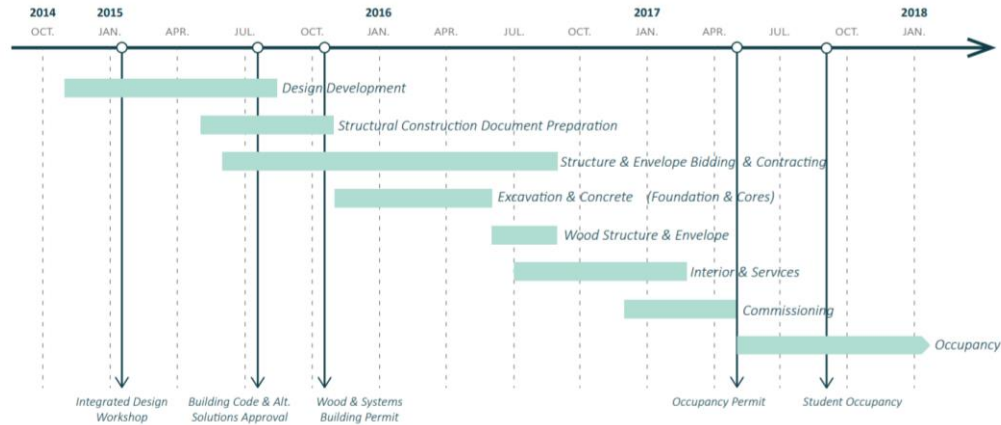 2014 2015 2016 2017 2018
OCT. JAN. APR. JUL. OCT. JAN. APR. JUL. OCT. JAN. APR. JUL. OCT. JAN.
Design Development
Structural Construction Document Preparation
Structure & Envelope Bidding & Contracting
Excavation & Concrete (Foundation & Cores)
Wood Structure & Envelope
Interior & Services
Commissioning
Occupancy
Integrated Design
Workshop
Building Code & Alt.
Solutions Approval
Wood & Systems
Building Permit
Occupancy Permit
Student Occupancy